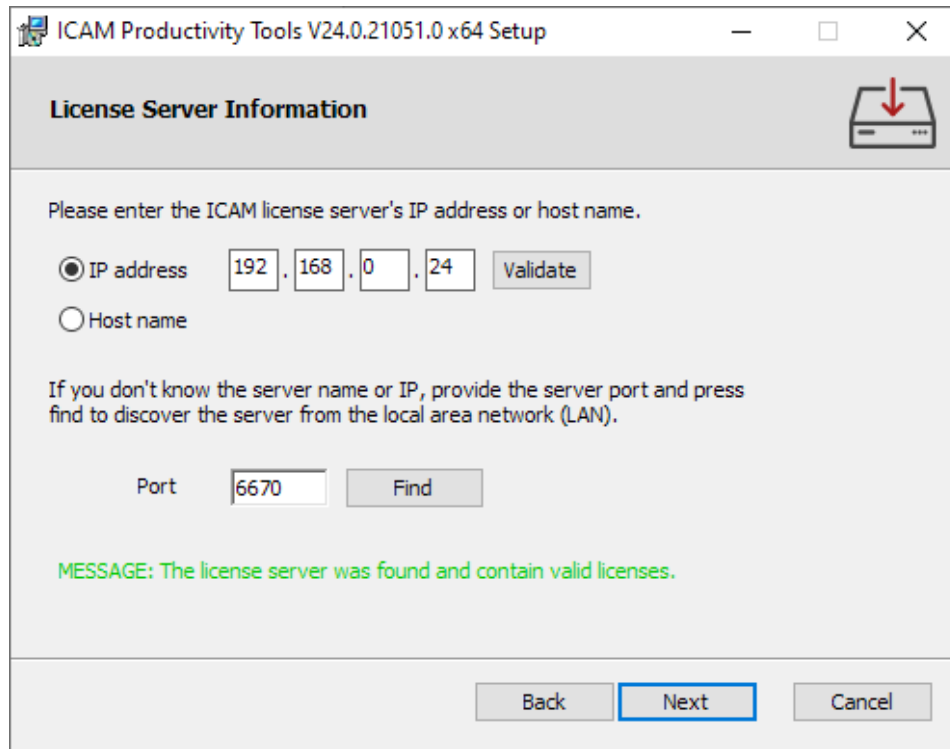 ICAM Productivity Tools V24.0.21051.0 x64 Setup
License Server Information
Please enter the ICAM license server's IP address or host name.
IP address 192 . 168 . 0 . 24 Validate
Host name
If you don't know the server name or IP, provide the server port and press
find to discover the server from the local area network (LAN).
Port 6670 Find
MESSAGE: The license server was found and contain valid licenses.
Back Next Cancel